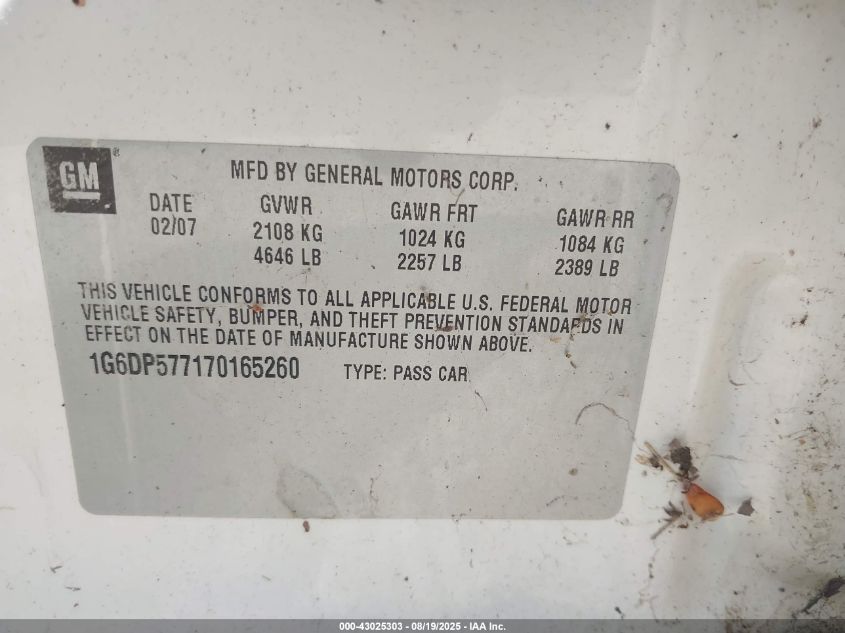 GM®
MFD BY GENERAL MOTORS CORP.
DATE GVWR GAWR FRT GAWR RR
02/07 2108 KG 1024 KG 1084 KG
4646 LB 2257 LB 2389 LB
THIS VEHICLE CONFORMS TO ALL APPLICABLE U.S. FEDERAL MOTOR
VEHICLE SAFETY, BUMPER, AND THEFT PREVENTION STANDARDS IN
EFFECT ON THE DATE OF MANUFACTURE SHOWN ABOVE.
1G6DP577170165260 TYPE: PASS CAR
000-43025303 - 08/19/2025 - IAA Inc.